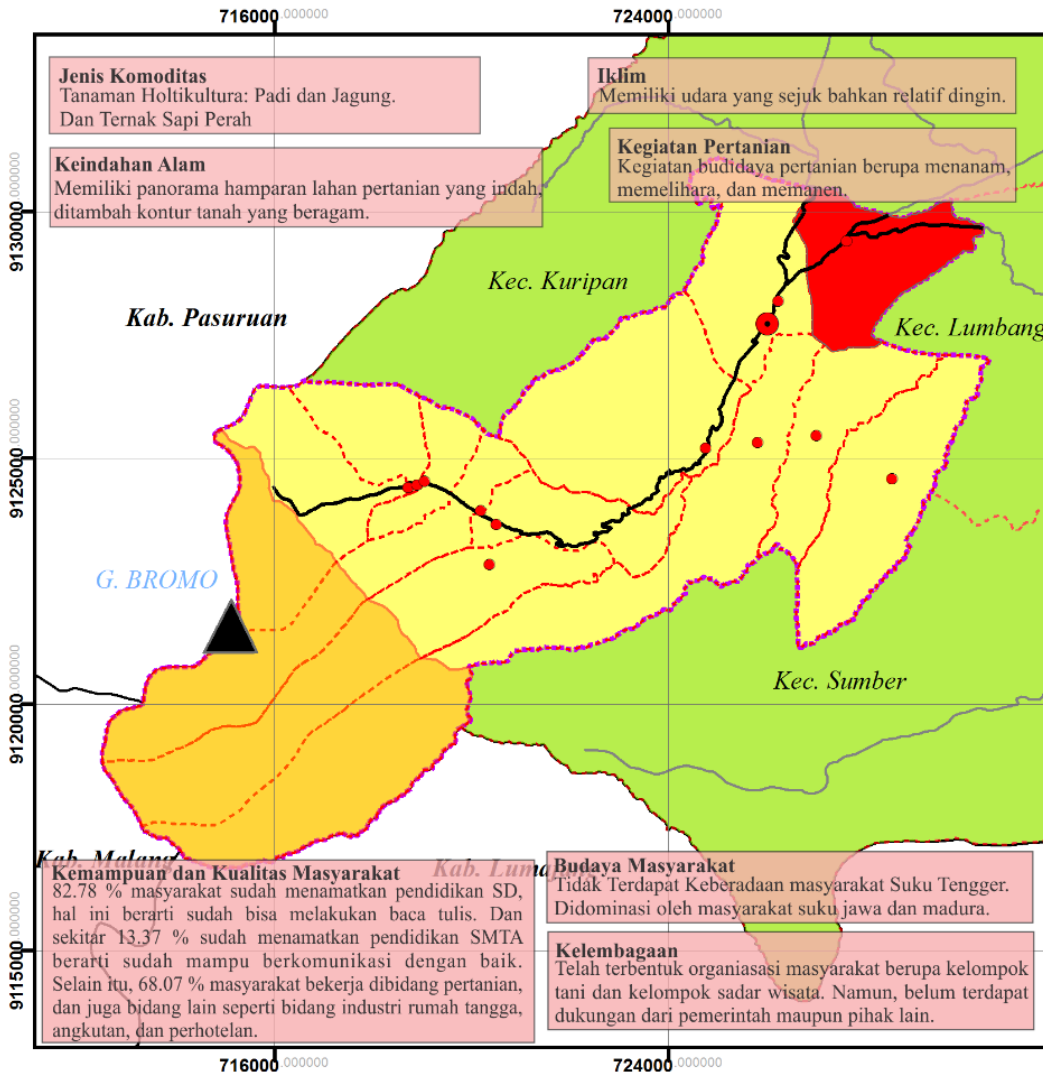 716000.000000
724000.000000
Jenis Komoditas
Tanaman Holtikultura: Padi dan Jagung.
Dan Ternak Sapi Perah
Iklim
Memiliki udara yang sejuk bahkan relatif dingin.
Keindahan Alam
Memiliki panorama hamparan lahan pertanian yang indah,
ditambah kontur tanah yang beragam.
Kegiatan Pertanian
Kegiatan budidaya pertanian berupa menanam,
memelihara, dan memanen.
9130000.000000
Kec. Kuripan
Kab. Pasuruan
Kec. Lumbang
9125000.000000
G. BROMO
Kec. Sumber
9120000.000000
Kab. Malang
Kab. Lumajang
Kemampuan dan Kualitas Masyarakat
82.78 % masyarakat sudah menamatkan pendidikan SD,
hal ini berarti sudah bisa melakukan baca tulis. Dan
sekitar 13.37 % sudah menamatkan pendidikan SMTA
berarti sudah mampu berkomunikasi dengan baik.
Selain itu, 68.07 % masyarakat bekerja dibidang pertanian,
dan juga bidang lain seperti bidang industri rumah tangga,
angkutan, dan perhotelan.
Budaya Masyarakat
Tidak Terdapat Keberadaan masyarakat Suku Tengger.
Didominasi oleh masyarakat suku jawa dan madura.
Kelembagaan
Telah terbentuk organiasasi masyarakat berupa kelompok
tani dan kelompok sadar wisata. Namun, belum terdapat
dukungan dari pemerintah maupun pihak lain.
9115000.000000
716000.000000
724000.000000